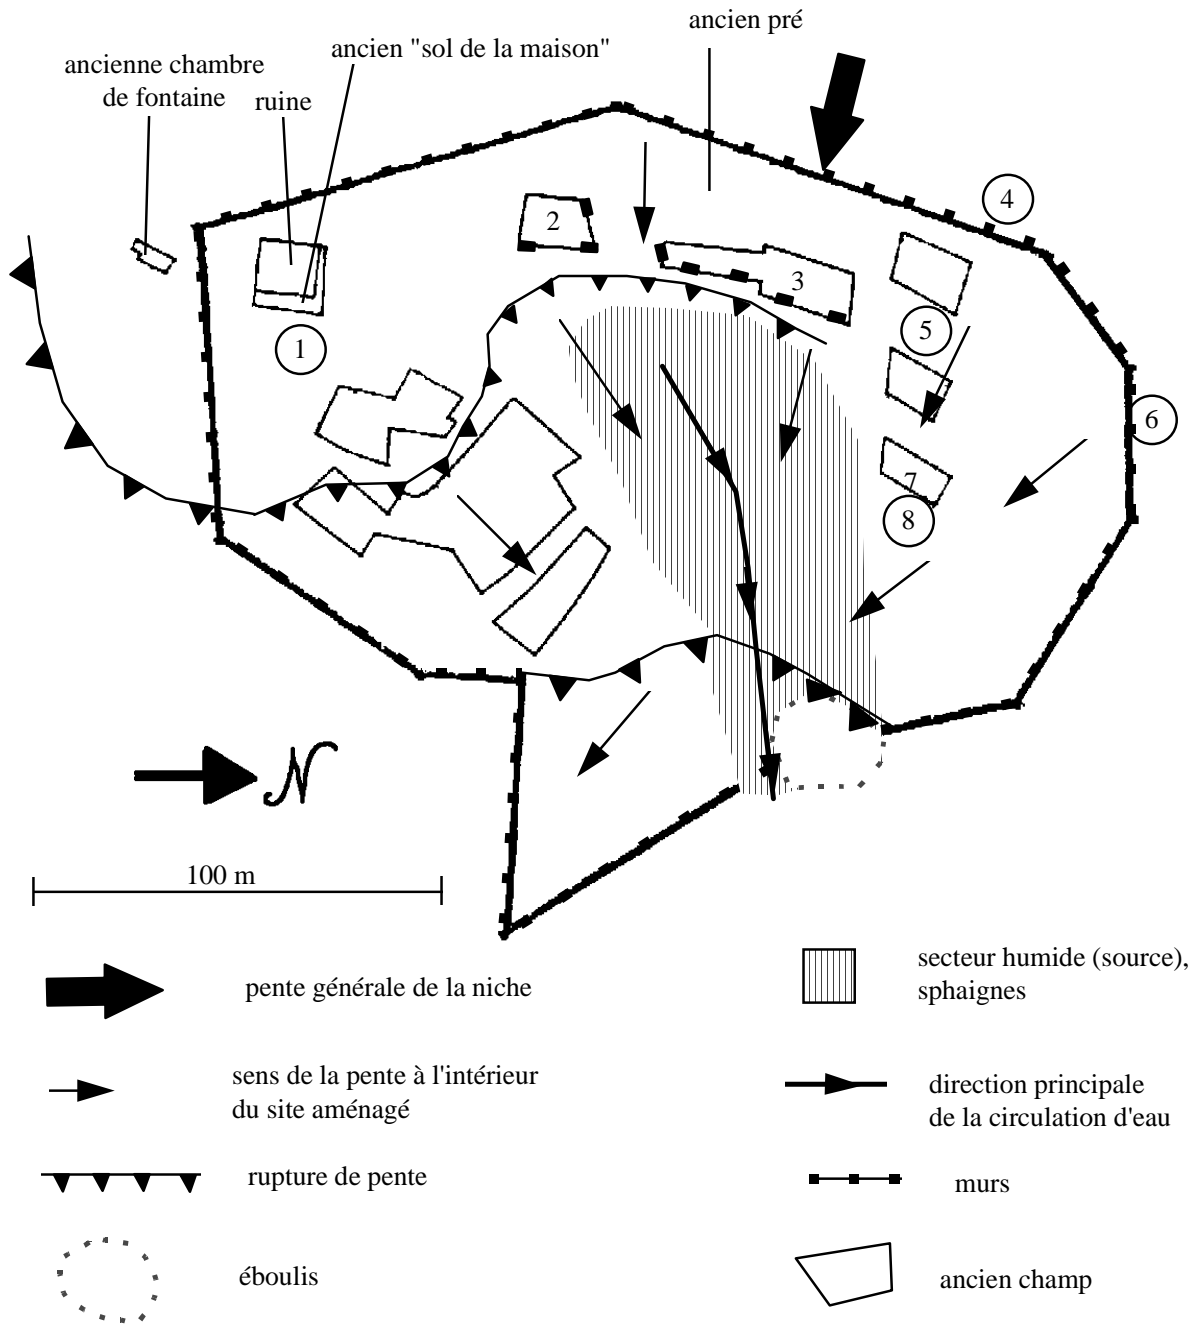 ancien pré
ancien "sol de la maison"
ancienne chambre
de fontaine
ruine
4
2
3
5
1
6
7
8
N
100 m
pente générale de la niche
secteur humide (source),
sphaignes
sens de la pente à l'intérieur
du site aménagé
direction principale
de la circulation d'eau
rupture de pente
murs
éboulis
ancien champ